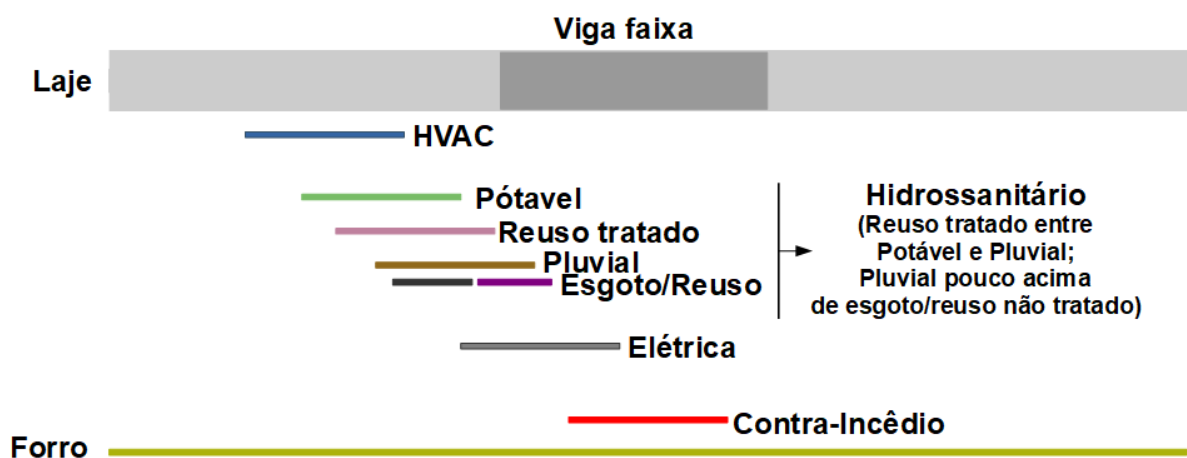 Viga faixa
Laje
HVAC
Pótavel
Reuso tratado
Pluvial
Esgoto/Reuso
Hidrossanitário
(Reuso tratado entre
Potável e Pluvial;
Pluvial pouco acima
de esgoto/reuso não tratado)
Elétrica
Contra-Incêdio
Forro